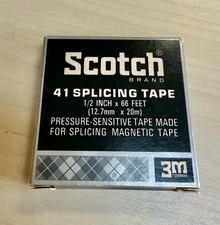 Scotch®
BRAND
41 SPLICING TAPE
1/2 INCH x 66 FEET
(12.7mm x 20m)
PRESSURE-SENSITIVE TAPE MADE
FOR SPLICING MAGNETIC TAPE
3m
COMPANY